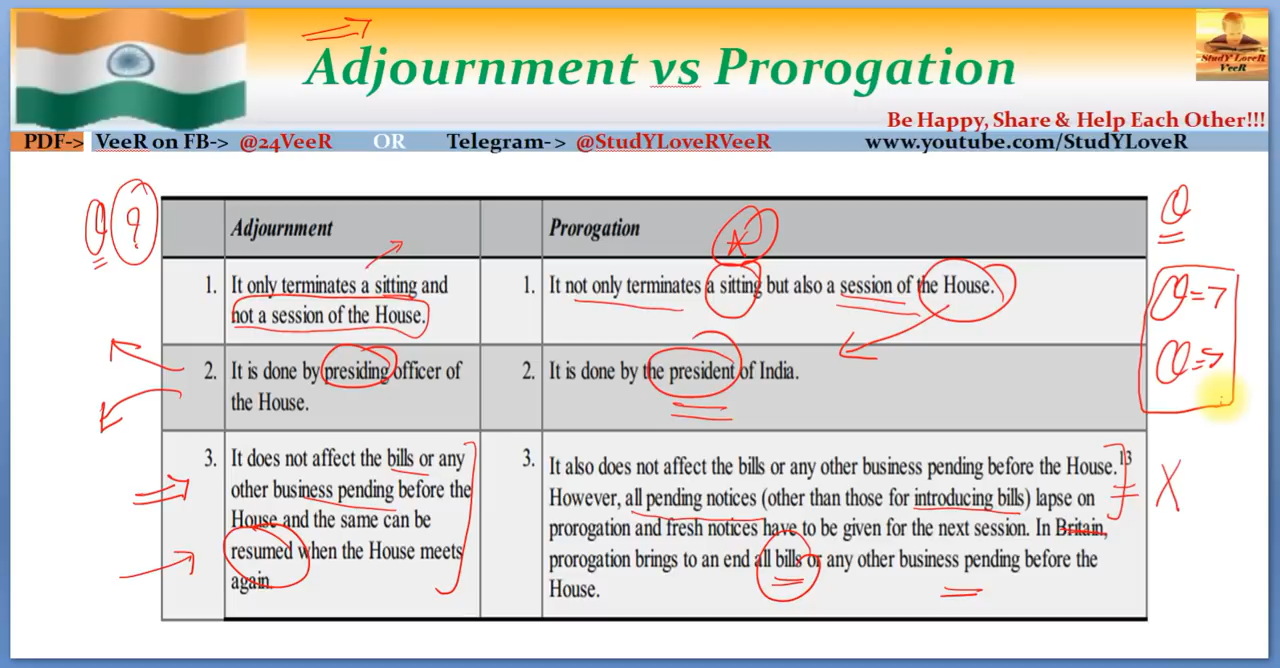 Adjournment vs Prorogation
StudY LoveR
VeeR
Be Happy, Share & Help Each Other!!!
PDF-> VeeR on FB-> @24VeeR OR Telegram-> @StudYLoveRVeeR www.youtube.com/StudYLoveR
Adjournment Prorogation
1. It only terminates a sitting and
not a session of the House.
1. It not only terminates a sitting but also a session of the House.
2. It is done by presiding officer of
the House.
2. It is done by the president of India.
3. It does not affect the bills or any
other business pending before the
House and the same can be
resumed when the House meets
again.
3. It also does not affect the bills or any other business pending before the House.13
However, all pending notices (other than those for introducing bills) lapse on
prorogation and fresh notices have to be given for the next session. In Britain,
prorogation brings to an end all bills or any other business pending before the
House.